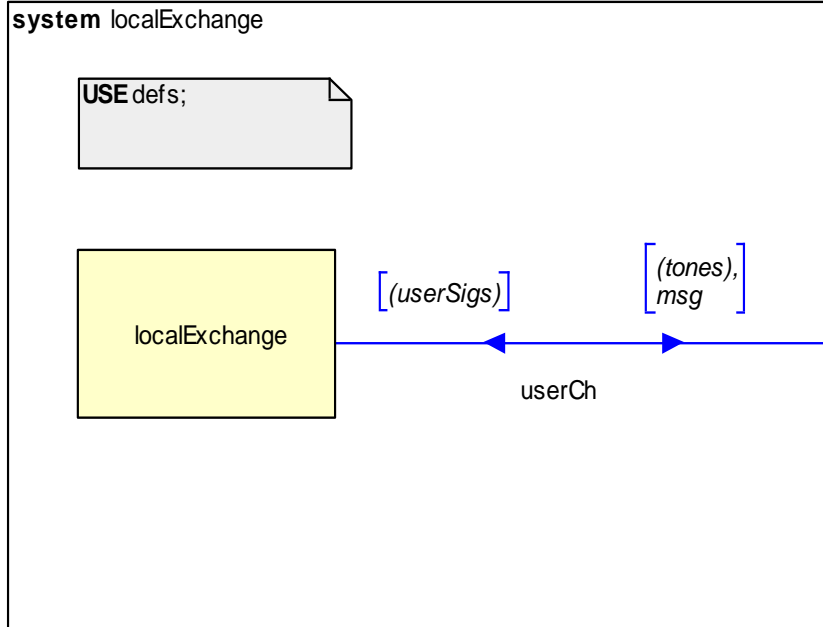 system localExchange
USE defs;
(userSigs)
(tones),
msg
localExchange
userCh